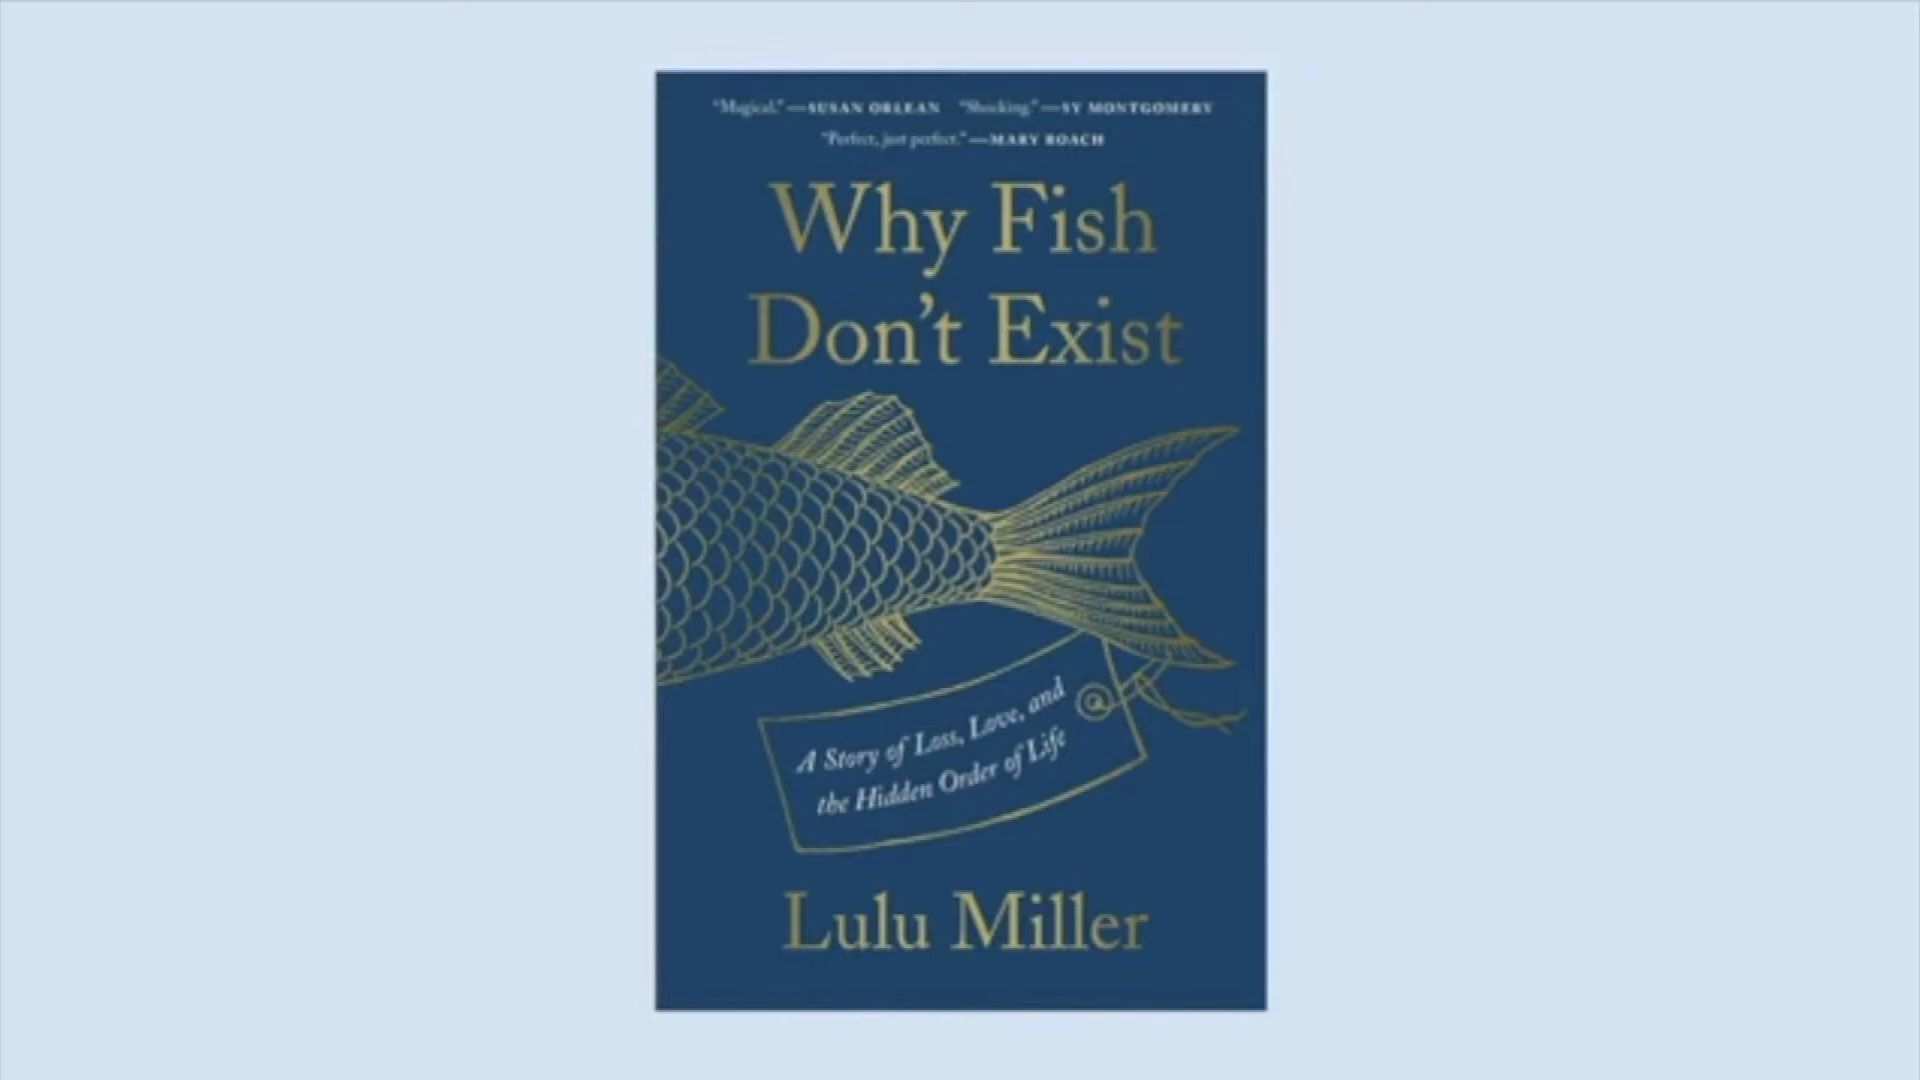 "Magical."—SUSAN ORLEAN "Shocking."—SY MONTGOMERY
"Perfect, just perfect."—MARY ROACH
Why Fish
Don't Exist
A Story of Loss, Love, and
the Hidden Order of Life
Lulu Miller